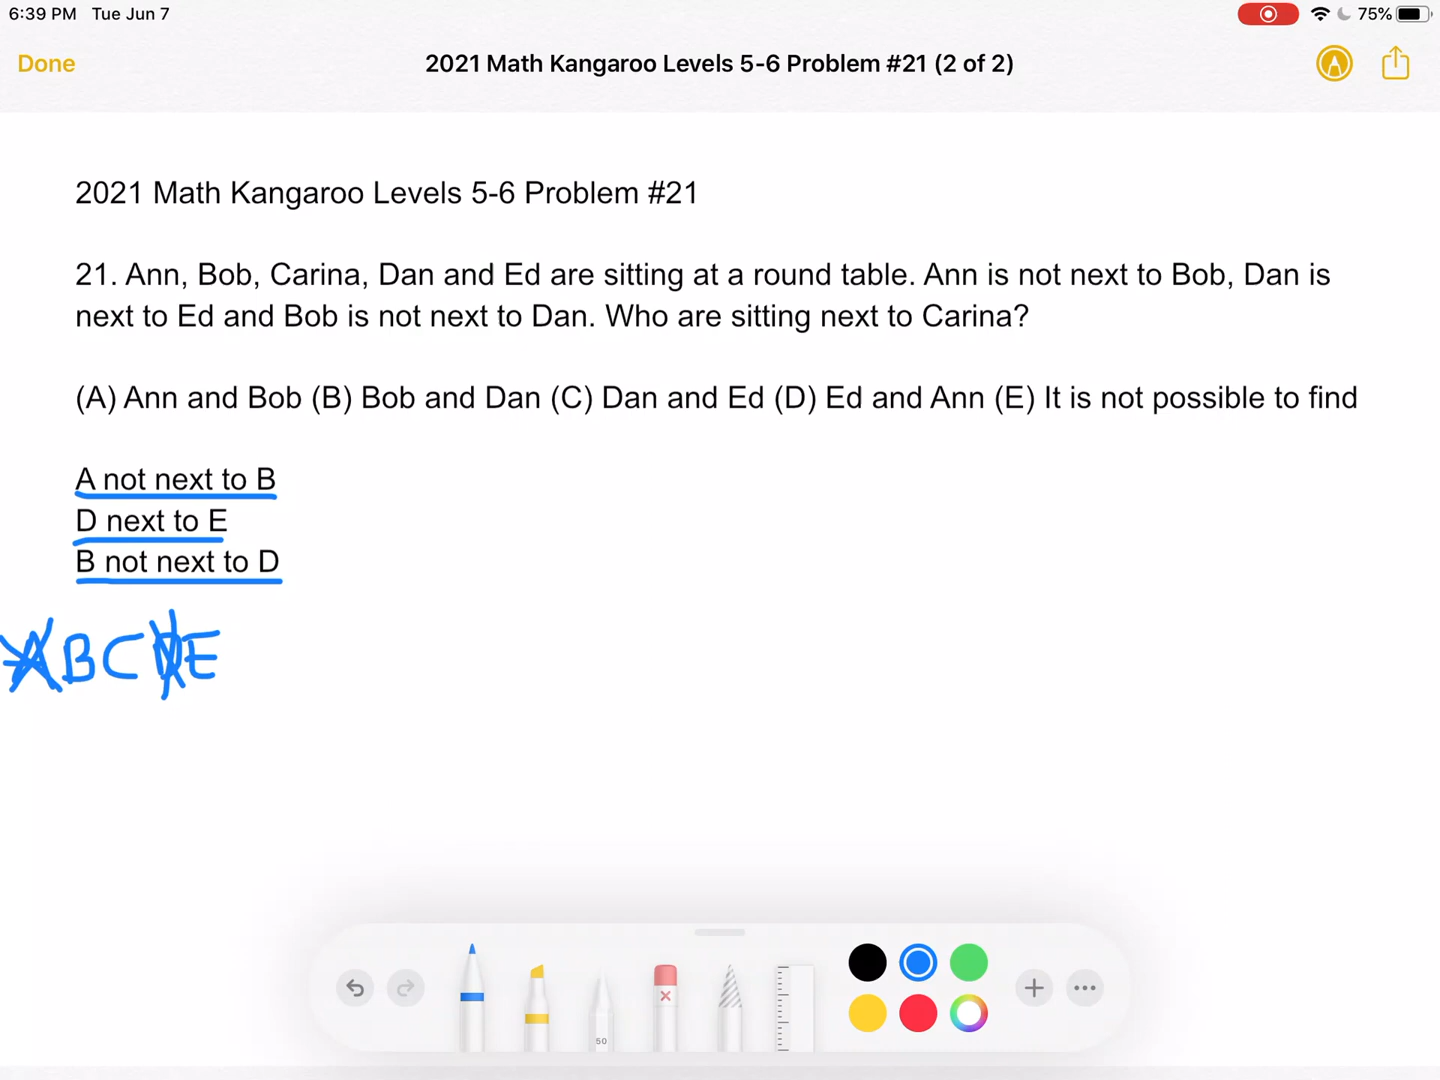 6:39 PM Tue Jun 7
75%
Done
2021 Math Kangaroo Levels 5-6 Problem #21 (2 of 2)
2021 Math Kangaroo Levels 5-6 Problem #21
21. Ann, Bob, Carina, Dan and Ed are sitting at a round table. Ann is not next to Bob, Dan is
next to Ed and Bob is not next to Dan. Who are sitting next to Carina?
(A) Ann and Bob (B) Bob and Dan (C) Dan and Ed (D) Ed and Ann (E) It is not possible to find
A not next to B
D next to E
B not next to D
A B C D E
50